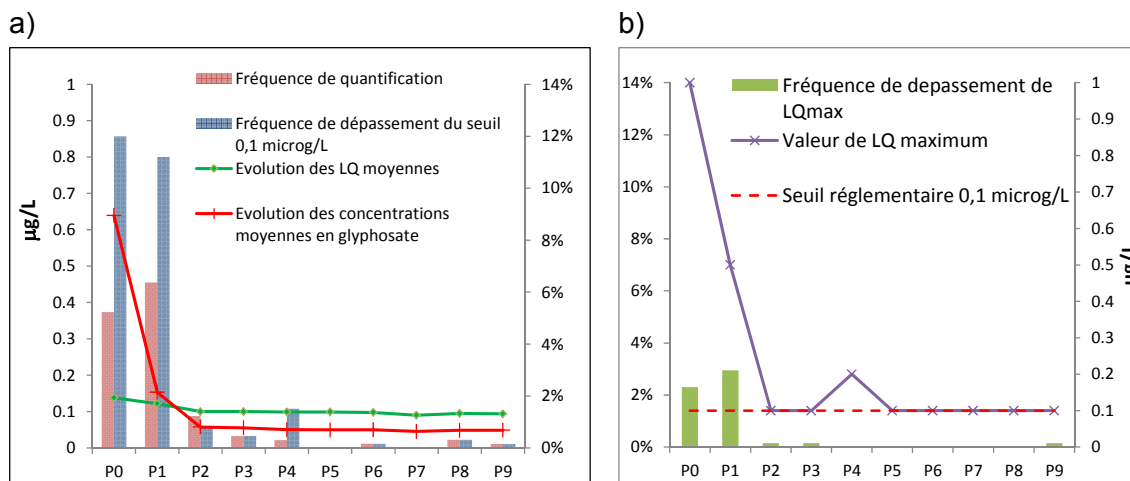 a)
Fréquence de quantification
Fréquence de dépassement du seuil
0,1 microg/L
Evolution des LQ moyennes
Evolution des concentrations
moyennes en glyphosate
µg/L
1
0.9
0.8
0.7
0.6
0.5
0.4
0.3
0.2
0.1
0
14%
12%
10%
8%
6%
4%
2%
0%
P0 P1 P2 P3 P4 P5 P6 P7 P8 P9
b)
Fréquence de depassement de
LQmax
Valeur de LQ maximum
Seuil réglementaire 0,1 microg/L
14%
12%
10%
8%
6%
4%
2%
0%
1
0.9
0.8
0.7
0.6
0.5
0.4
0.3
0.2
0.1
0
µg/L
P0 P1 P2 P3 P4 P5 P6 P7 P8 P9